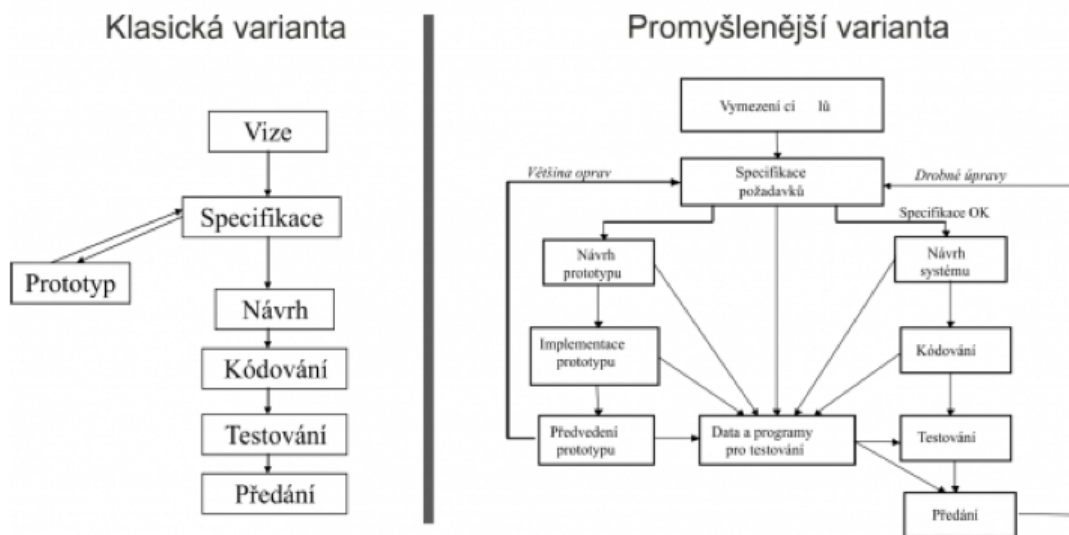 Klasická varianta
Vize
Specifikace
Prototyp
Návrh
Kódování
Testování
Předání
Promyšlenější varianta
Vymezení cí lů
Většina oprav
Specifikace
požadavků
Drobné úpravy
Specifikace OK
Návrh
prototypu
Návrh
systému
Implementace
prototypu
Kódování
Předvedení
prototypu
Data a programy
pro testování
Testování
Předání